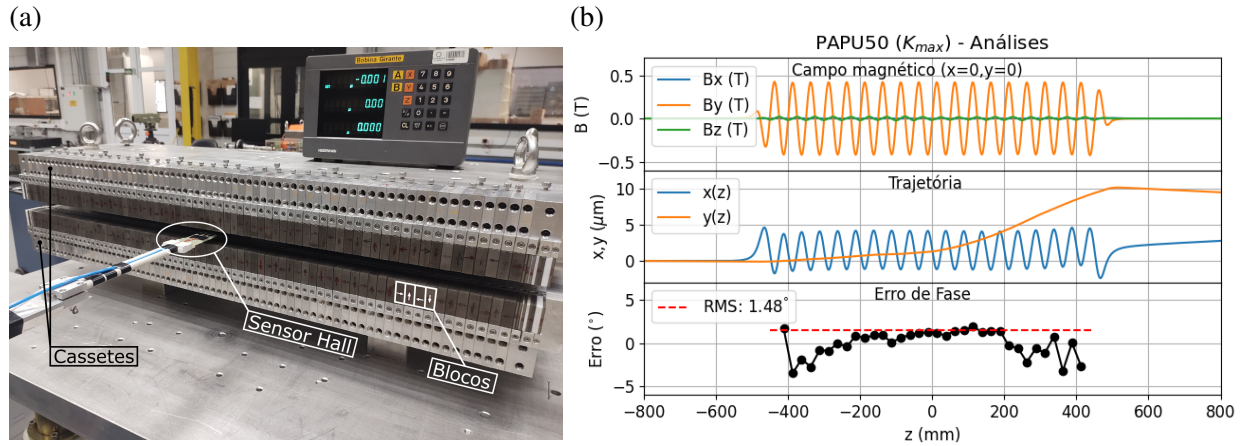 (a)
Bobina Girante
-0.001
A X 7 8 9
B Y 4 5 6
0.00
Z 1 2 3
0.000
CL
HEIDENHAIN
Sensor Hall
Blocos
Cassetes
(b)
PAPU50 (Kmax) - Análises
Campo magnético (x=0,y=0)
Bx (T)
By (T)
Bz (T)
B (T)
0.5
0.0
−0.5
Trajetória
x(z)
y(z)
x,y (μm)
10
5
0
Erro de Fase
RMS: 1.48°
Erro (°)
5
0
−5
−800 −600 −400 −200 0 200 400 600 800
z (mm)